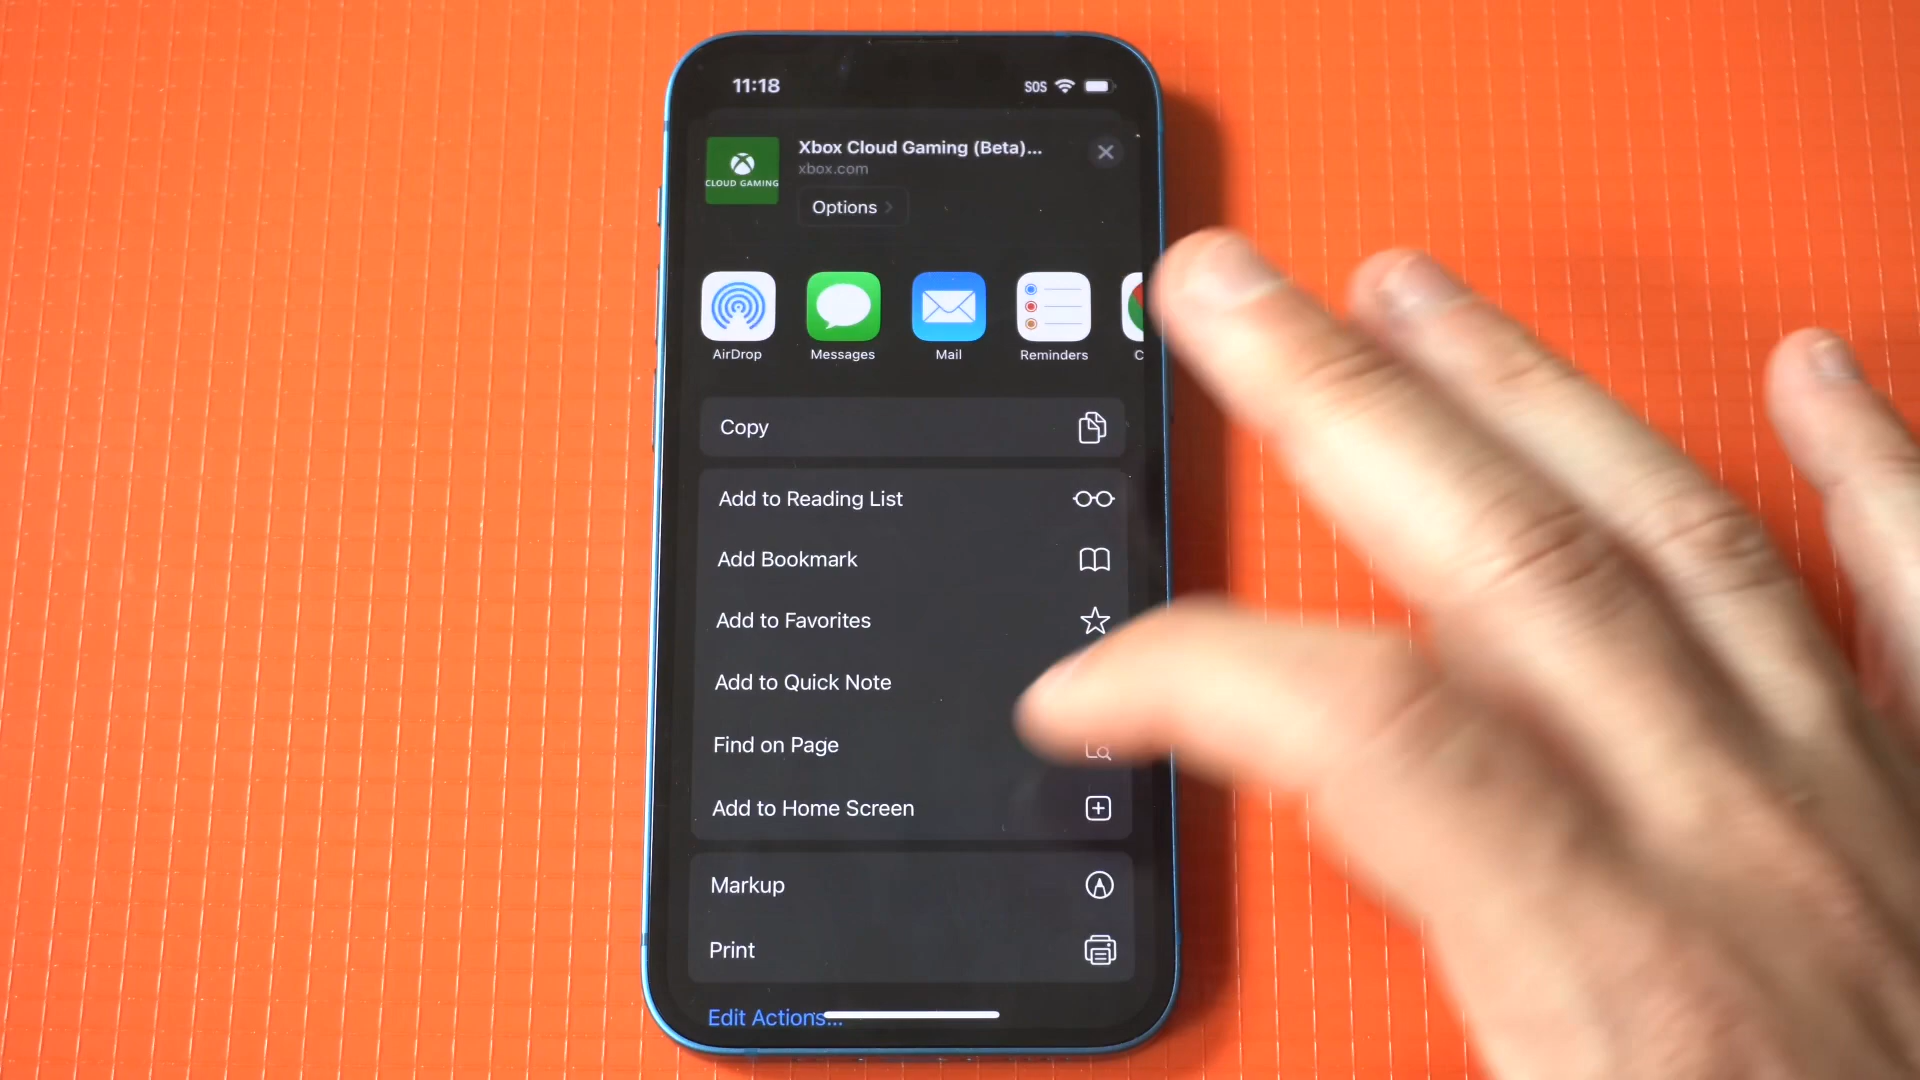 11:18
SOS
Xbox Cloud Gaming (Beta)...
xbox.com
CLOUD GAMING
Options
AirDrop
Messages
Mail
Reminders
C
Copy
Add to Reading List
Add Bookmark
Add to Favorites
Add to Quick Note
Find on Page
Add to Home Screen
Markup
Print
Edit Actions...